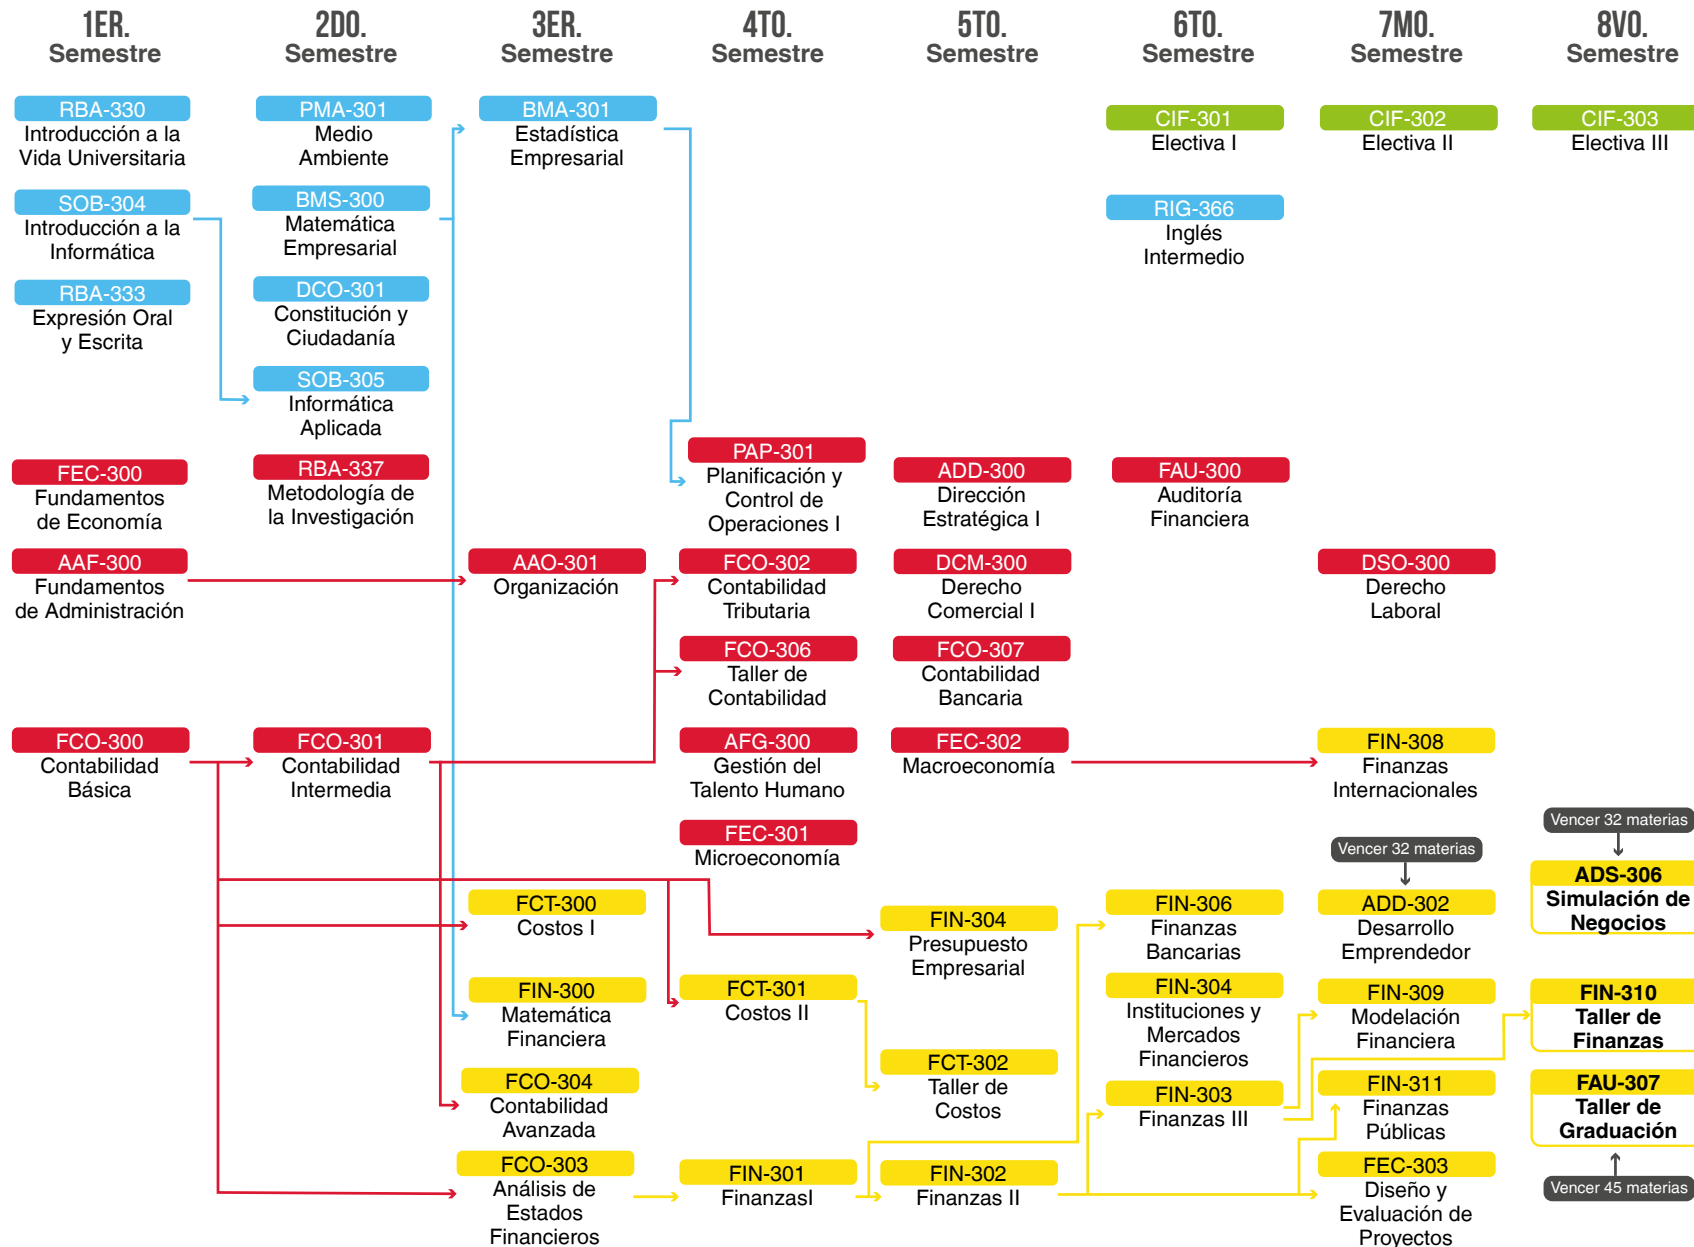 1ER.
Semestre
2DO.
Semestre
3ER.
Semestre
4TO.
Semestre
5TO.
Semestre
6TO.
Semestre
7MO.
Semestre
8VO.
Semestre
RBA-330
Introducción a la
Vida Universitaria
SOB-304
Introducción a la
Informática
RBA-333
Expresión Oral
y Escrita
FEC-300
Fundamentos
de Economía
AAF-300
Fundamentos
de Administración
FCO-300
Contabilidad
Básica
PMA-301
Medio
Ambiente
BMS-300
Matemática
Empresarial
DCO-301
Constitución y
Ciudadanía
SOB-305
Informática
Aplicada
RBA-337
Metodología de
la Investigación
FCO-301
Contabilidad
Intermedia
BMA-301
Estadística
Empresarial
AAO-301
Organización
FCT-300
Costos I
FIN-300
Matemática
Financiera
FCO-304
Contabilidad
Avanzada
FCO-303
Análisis de
Estados
Financieros
PAP-301
Planificación y
Control de
Operaciones I
FCO-302
Contabilidad
Tributaria
FCO-306
Taller de
Contabilidad
AFG-300
Gestión del
Talento Humano
FEC-301
Microeconomía
FCT-301
Costos II
FIN-301
FinanzasI
ADD-300
Dirección
Estratégica I
DCM-300
Derecho
Comercial I
FCO-307
Contabilidad
Bancaria
FEC-302
Macroeconomía
FIN-304
Presupuesto
Empresarial
FCT-302
Taller de
Costos
FIN-302
Finanzas II
CIF-301
Electiva I
RIG-366
Inglés
Intermedio
FAU-300
Auditoría
Financiera
FIN-306
Finanzas
Bancarias
FIN-304
Instituciones y
Mercados
Financieros
FIN-303
Finanzas III
CIF-302
Electiva II
DSO-300
Derecho
Laboral
FIN-308
Finanzas
Internacionales
Vencer 32 materias
ADD-302
Desarrollo
Emprendedor
FIN-309
Modelación
Financiera
FIN-311
Finanzas
Públicas
FEC-303
Diseño y
Evaluación de
Proyectos
CIF-303
Electiva III
Vencer 32 materias
ADS-306
Simulación de
Negocios
FIN-310
Taller de
Finanzas
FAU-307
Taller de
Graduación
Vencer 45 materias